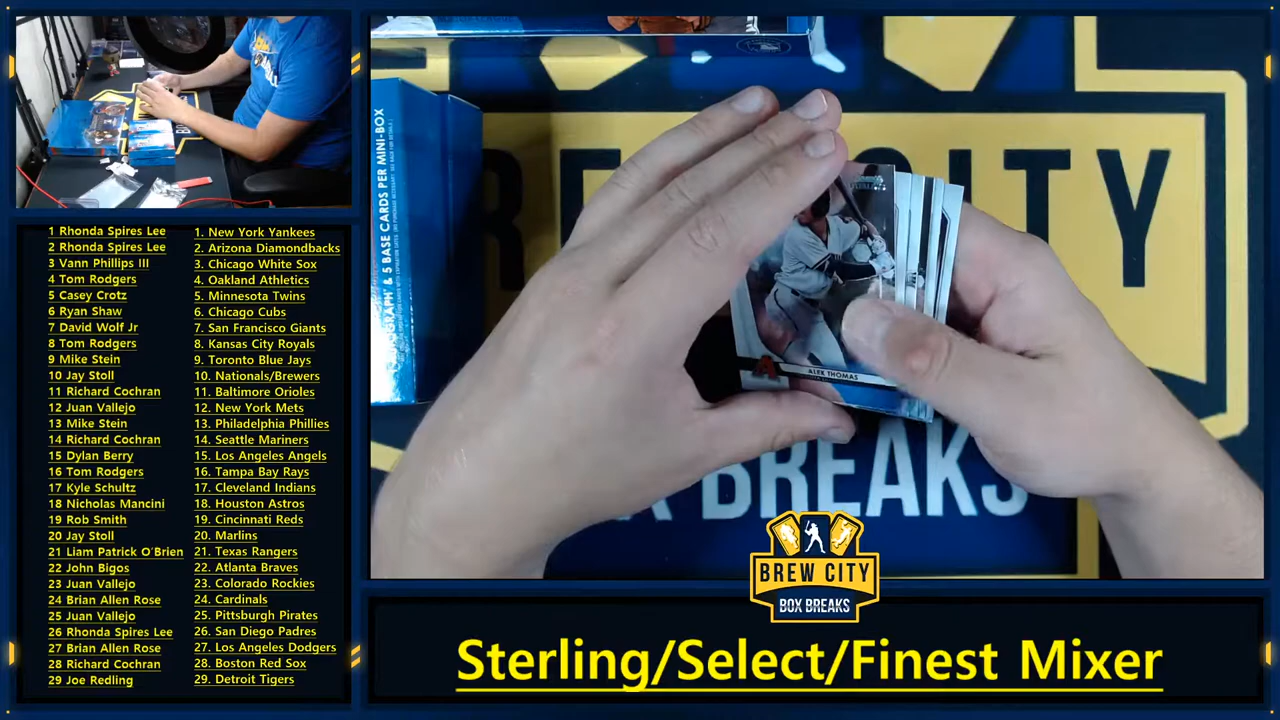 1 Rhonda Spires Lee
2 Rhonda Spires Lee
3 Vann Phillips III
4 Tom Rodgers
5 Casey Crotz
6 Ryan Shaw
7 David Wolf Jr
8 Tom Rodgers
9 Mike Stein
10 Jay Stoll
11 Richard Cochran
12 Juan Vallejo
13 Mike Stein
14 Richard Cochran
15 Dylan Berry
16 Tom Rodgers
17 Kyle Schultz
18 Nicholas Mancini
19 Rob Smith
20 Jay Stoll
21 Liam Patrick O'Brien
22 John Bigos
23 Juan Vallejo
24 Brian Allen Rose
25 Juan Vallejo
26 Rhonda Spires Lee
27 Brian Allen Rose
28 Richard Cochran
29 Joe Redling
1. New York Yankees
2. Arizona Diamondbacks
3. Chicago White Sox
4. Oakland Athletics
5. Minnesota Twins
6. Chicago Cubs
7. San Francisco Giants
8. Kansas City Royals
9. Toronto Blue Jays
10. Nationals/Brewers
11. Baltimore Orioles
12. New York Mets
13. Philadelphia Phillies
14. Seattle Mariners
15. Los Angeles Angels
16. Tampa Bay Rays
17. Cleveland Indians
18. Houston Astros
19. Cincinnati Reds
20. Marlins
21. Texas Rangers
22. Atlanta Braves
23. Colorado Rockies
24. Cardinals
25. Pittsburgh Pirates
26. San Diego Padres
27. Los Angeles Dodgers
28. Boston Red Sox
29. Detroit Tigers
& 5 BASE CARDS PER MINI-BOX
ALEK THOMAS
CITY
BREAKS
BREW CITY
BOX BREAKS
Sterling/Select/Finest Mixer